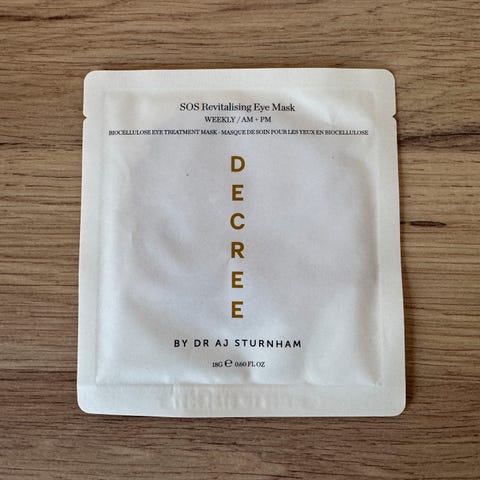 SOS Revitalising Eye Mask
WEEKLY / AM + PM
BIOCELLULOSE EYE TREATMENT MASK - MASQUE DE SOIN POUR LES YEUX EN BIOCELLULOSE
DECREE
BY DR AJ STURNHAM
18G ℮ 0.60 FL OZ